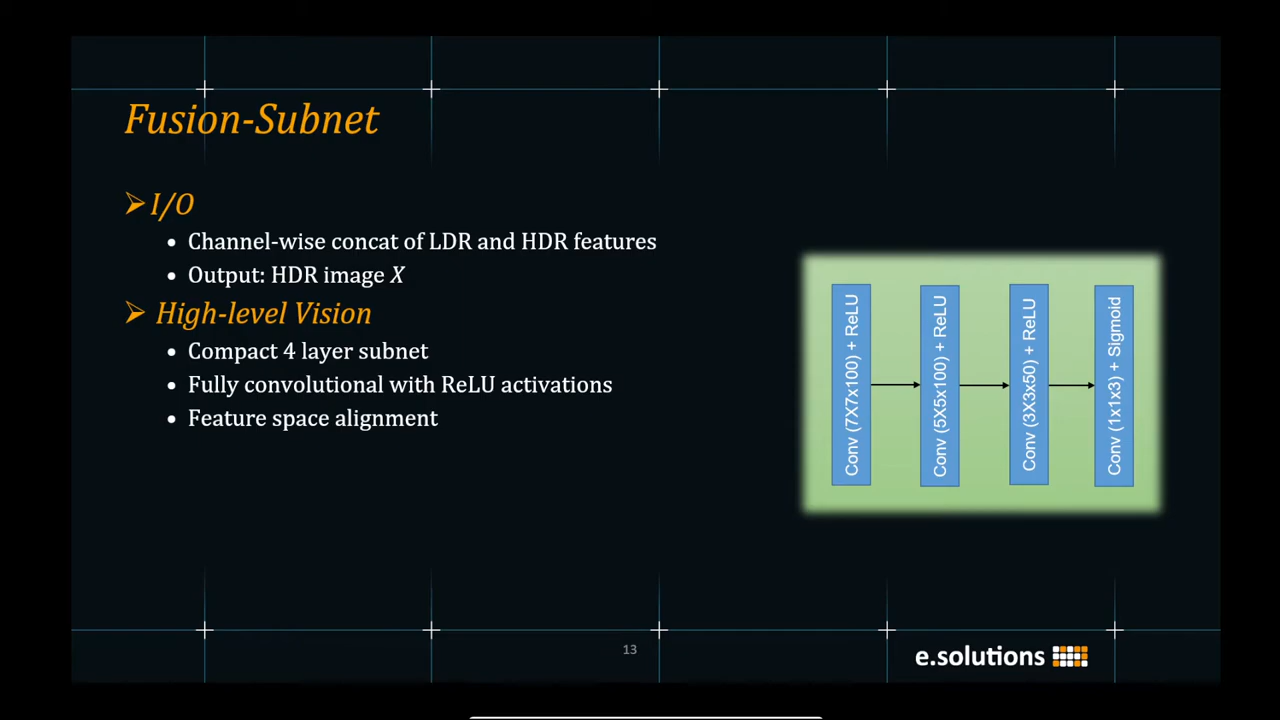 Fusion-Subnet
➢ I/O
• Channel-wise concat of LDR and HDR features
• Output: HDR image X
➢ High-level Vision
• Compact 4 layer subnet
• Fully convolutional with ReLU activations
• Feature space alignment
Conv (7X7x100) + ReLU
Conv (5X5x100) + ReLU
Conv (3X3x50) + ReLU
Conv (1x1x3) + Sigmoid
13
e.solutions